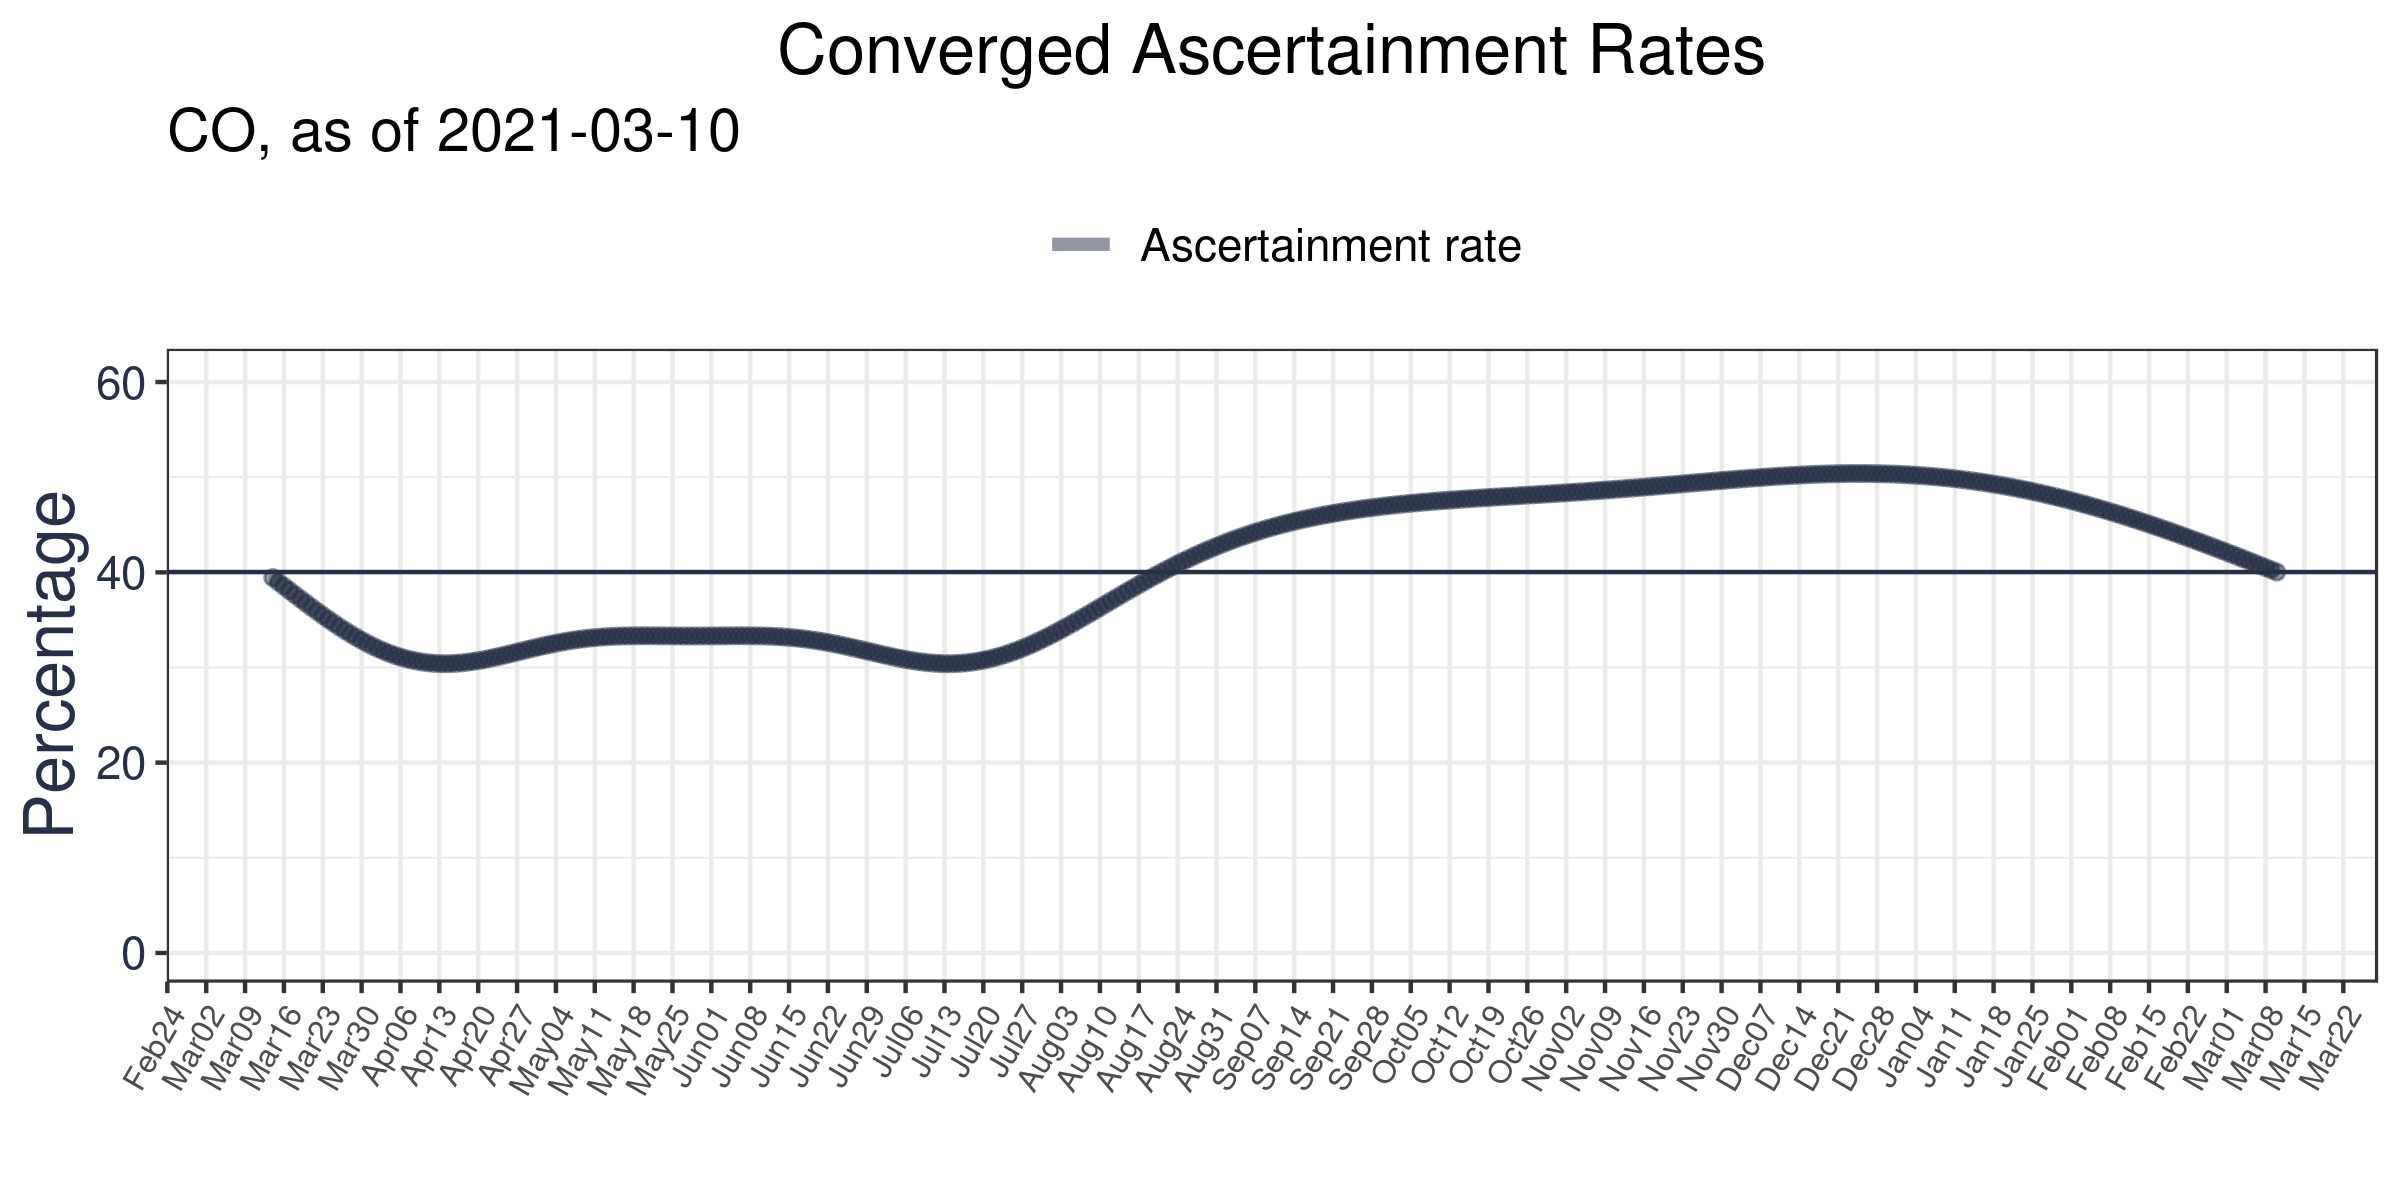 Converged Ascertainment Rates
CO, as of 2021-03-10
Ascertainment rate
Percentage
60
40
20
0
Feb24 Mar02 Mar09 Mar16 Mar23 Mar30 Apr06 Apr13 Apr20 Apr27 May04 May11 May18 May25 Jun01 Jun08 Jun15 Jun22 Jun29 Jul06 Jul13 Jul20 Jul27 Aug03 Aug10 Aug17 Aug24 Aug31 Sep07 Sep14 Sep21 Sep28 Oct05 Oct12 Oct19 Oct26 Nov02 Nov09 Nov16 Nov23 Nov30 Dec07 Dec14 Dec21 Dec28 Jan04 Jan11 Jan18 Jan25 Feb01 Feb08 Feb15 Feb22 Mar01 Mar08 Mar15 Mar22